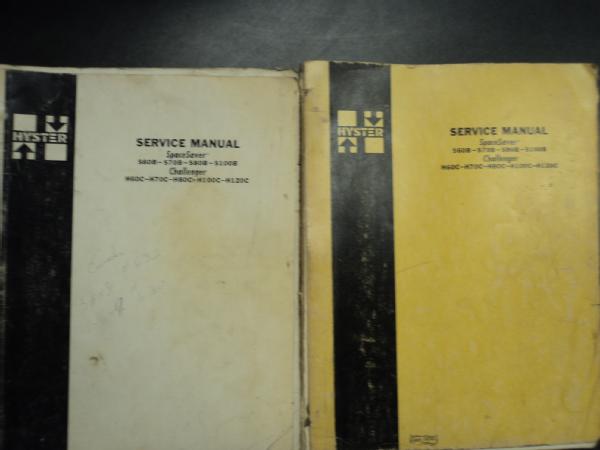 HYSTER
SERVICE MANUAL
SpaceSaver
S60B-S70B-S80B-S100B
Challenger
H60C-H70C-H80C-H100C-H120C
HYSTER
SERVICE MANUAL
SpaceSaver
S60B-S70B-S80B-S100B
Challenger
H60C-H70C-H80C-H100C-H120C